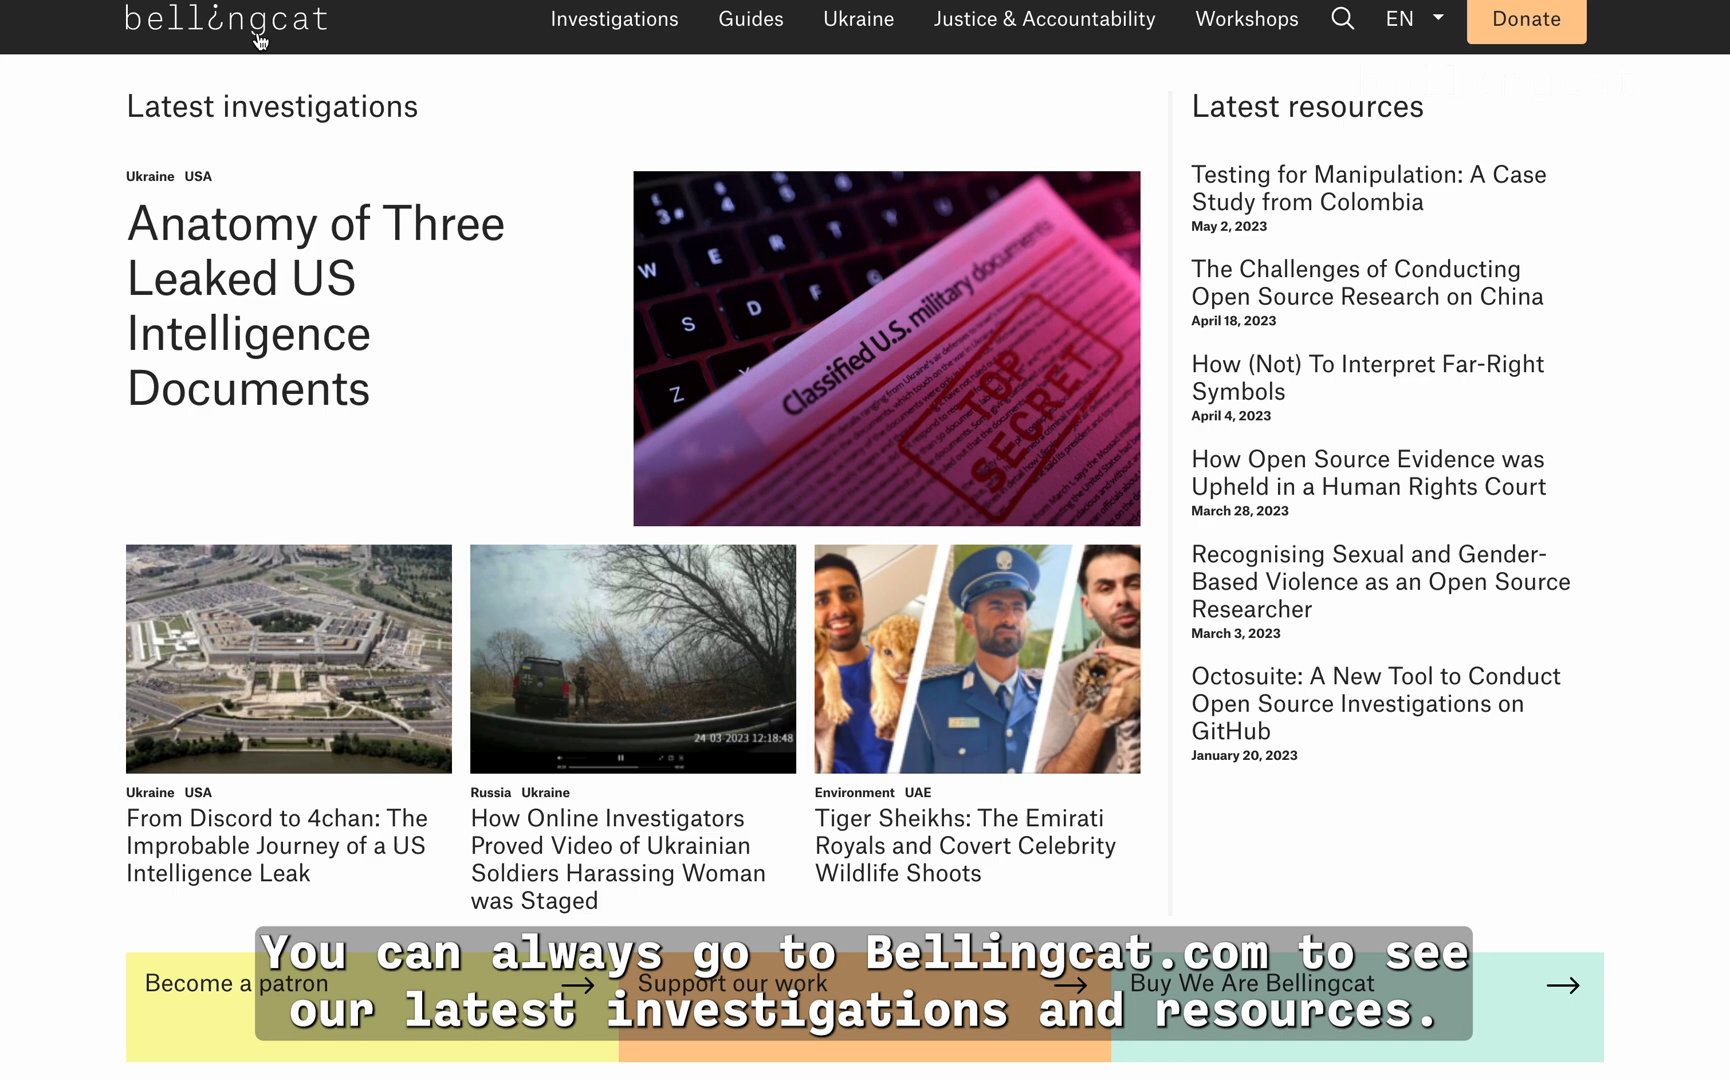 bellingcat
Investigations
Guides
Ukraine
Justice & Accountability
Workshops
EN
Donate
Latest investigations
Ukraine USA
Anatomy of Three
Leaked US
Intelligence
Documents
3#
4
W
E
R
T
Y
U
S
D
F
G
Z
Classified U.S. military documents
TOP
SECRET
Ukraine USA
From Discord to 4chan: The
Improbable Journey of a US
Intelligence Leak
24-03-2023 12:18:48
Russia Ukraine
How Online Investigators
Proved Video of Ukrainian
Soldiers Harassing Woman
was Staged
Environment UAE
Tiger Sheikhs: The Emirati
Royals and Covert Celebrity
Wildlife Shoots
Latest resources
Testing for Manipulation: A Case
Study from Colombia
May 2, 2023
The Challenges of Conducting
Open Source Research on China
April 18, 2023
How (Not) To Interpret Far-Right
Symbols
April 4, 2023
How Open Source Evidence was
Upheld in a Human Rights Court
March 28, 2023
Recognising Sexual and Gender-
Based Violence as an Open Source
Researcher
March 3, 2023
Octosuite: A New Tool to Conduct
Open Source Investigations on
GitHub
January 20, 2023
Become a patron
Support our work
Buy We Are Bellingcat
You can always go to Bellingcat.com to see
our latest investigations and resources.